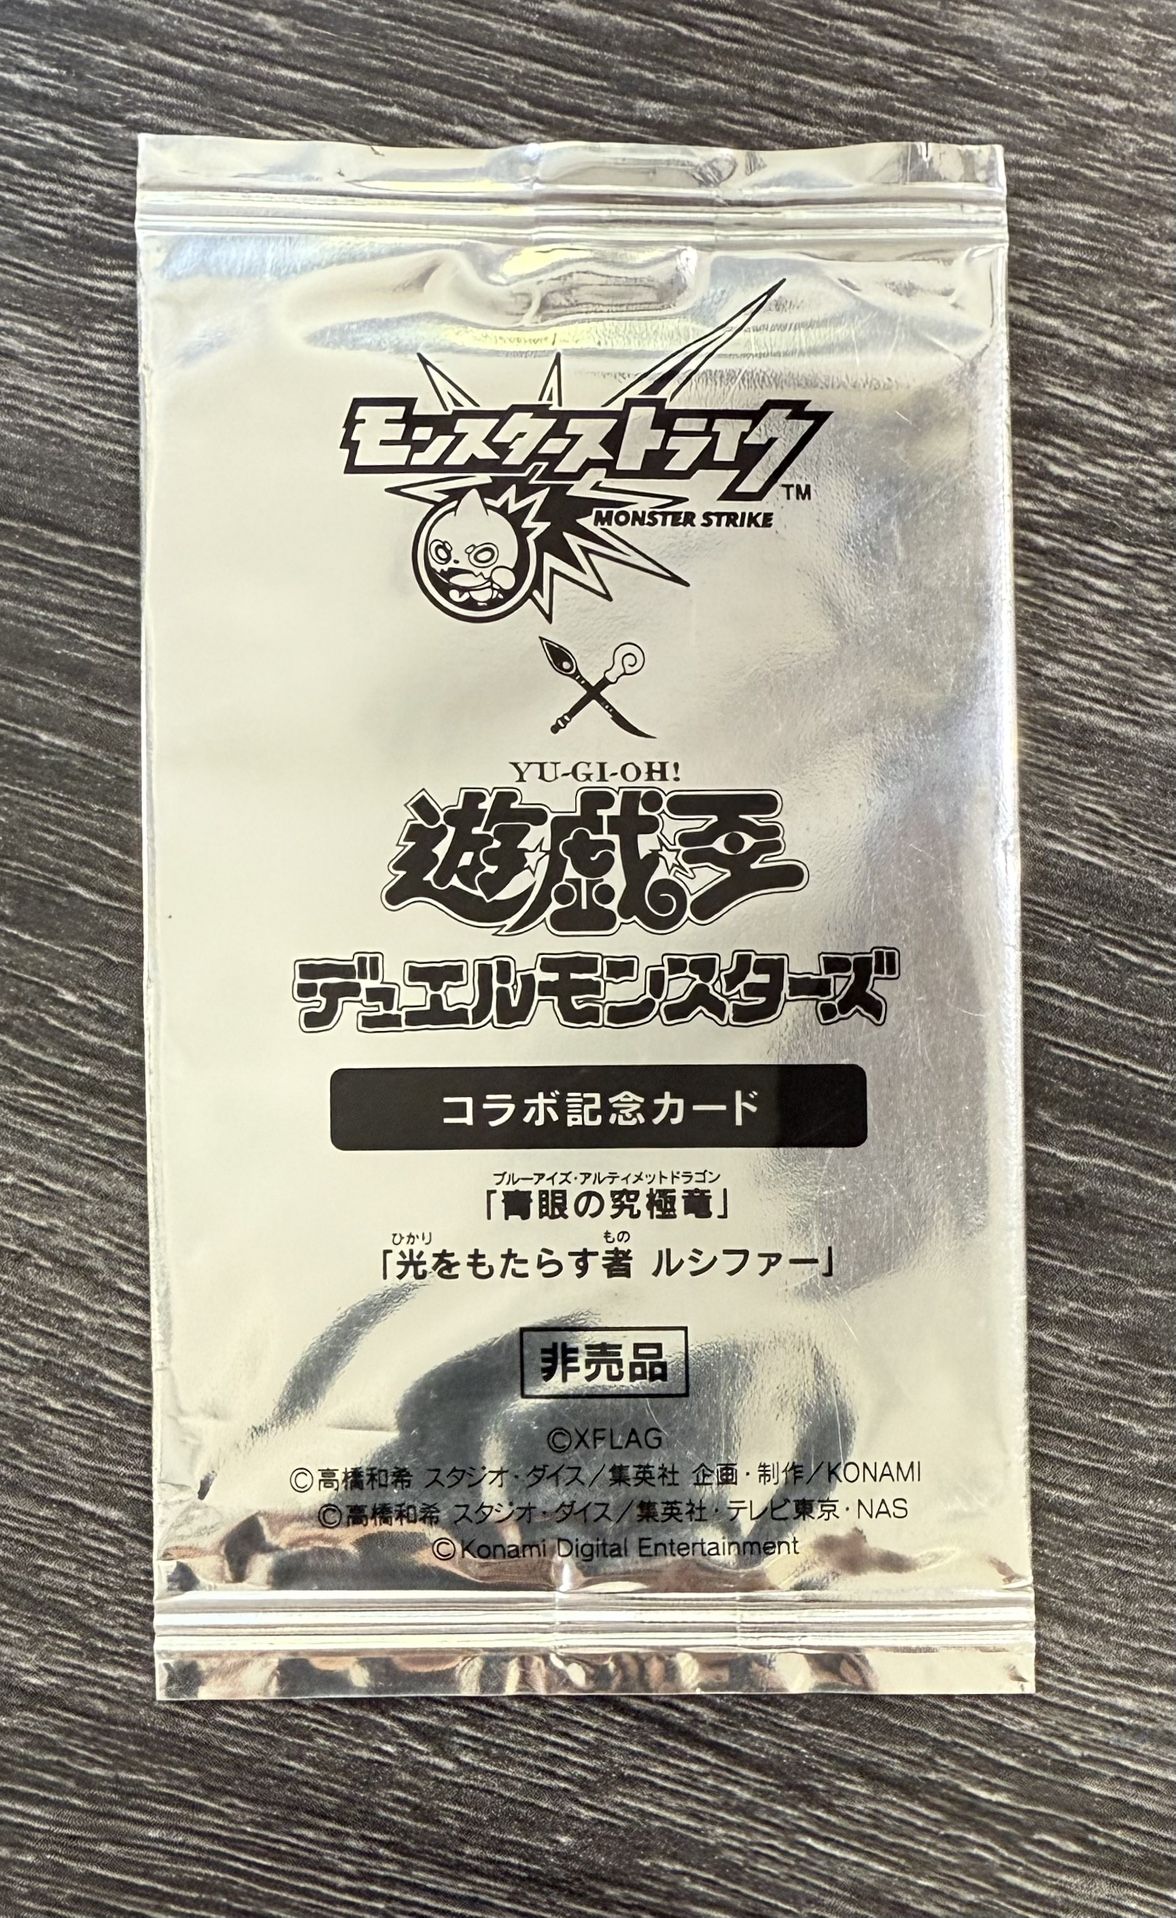 モンスターストライク
TM
MONSTER STRIKE
YU-GI-OH!
遊戯王
デュエルモンスターズ
コラボ記念カード
ブルーアイズ・アルティメットドラゴン
「青眼の究極竜」
ひかり もの
「光をもたらす者 ルシファー」
非売品
©XFLAG
©高橋和希 スタジオ・ダイス/集英社 企画・制作/KONAMI
©高橋和希 スタジオ・ダイス/集英社・テレビ東京・NAS
©Konami Digital Entertainment